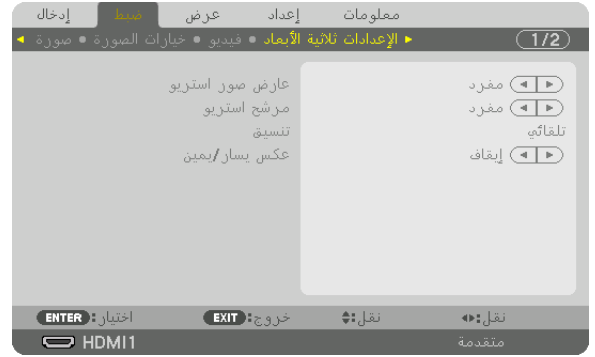 إدخال ضبط عرض إعداد معلومات
◄ صورة ● خيارات الصورة ● فيديو ● الإعدادات ثلاثية الأبعاد ► 1/2
عارض صور استريو مفرد
مرشح استريو مفرد
تنسيق تلقائي
عكس يسار/يمين إيقاف
ENTER: اختيار EXIT: خروج نقل: نقل:
HDMI1 متقدمة